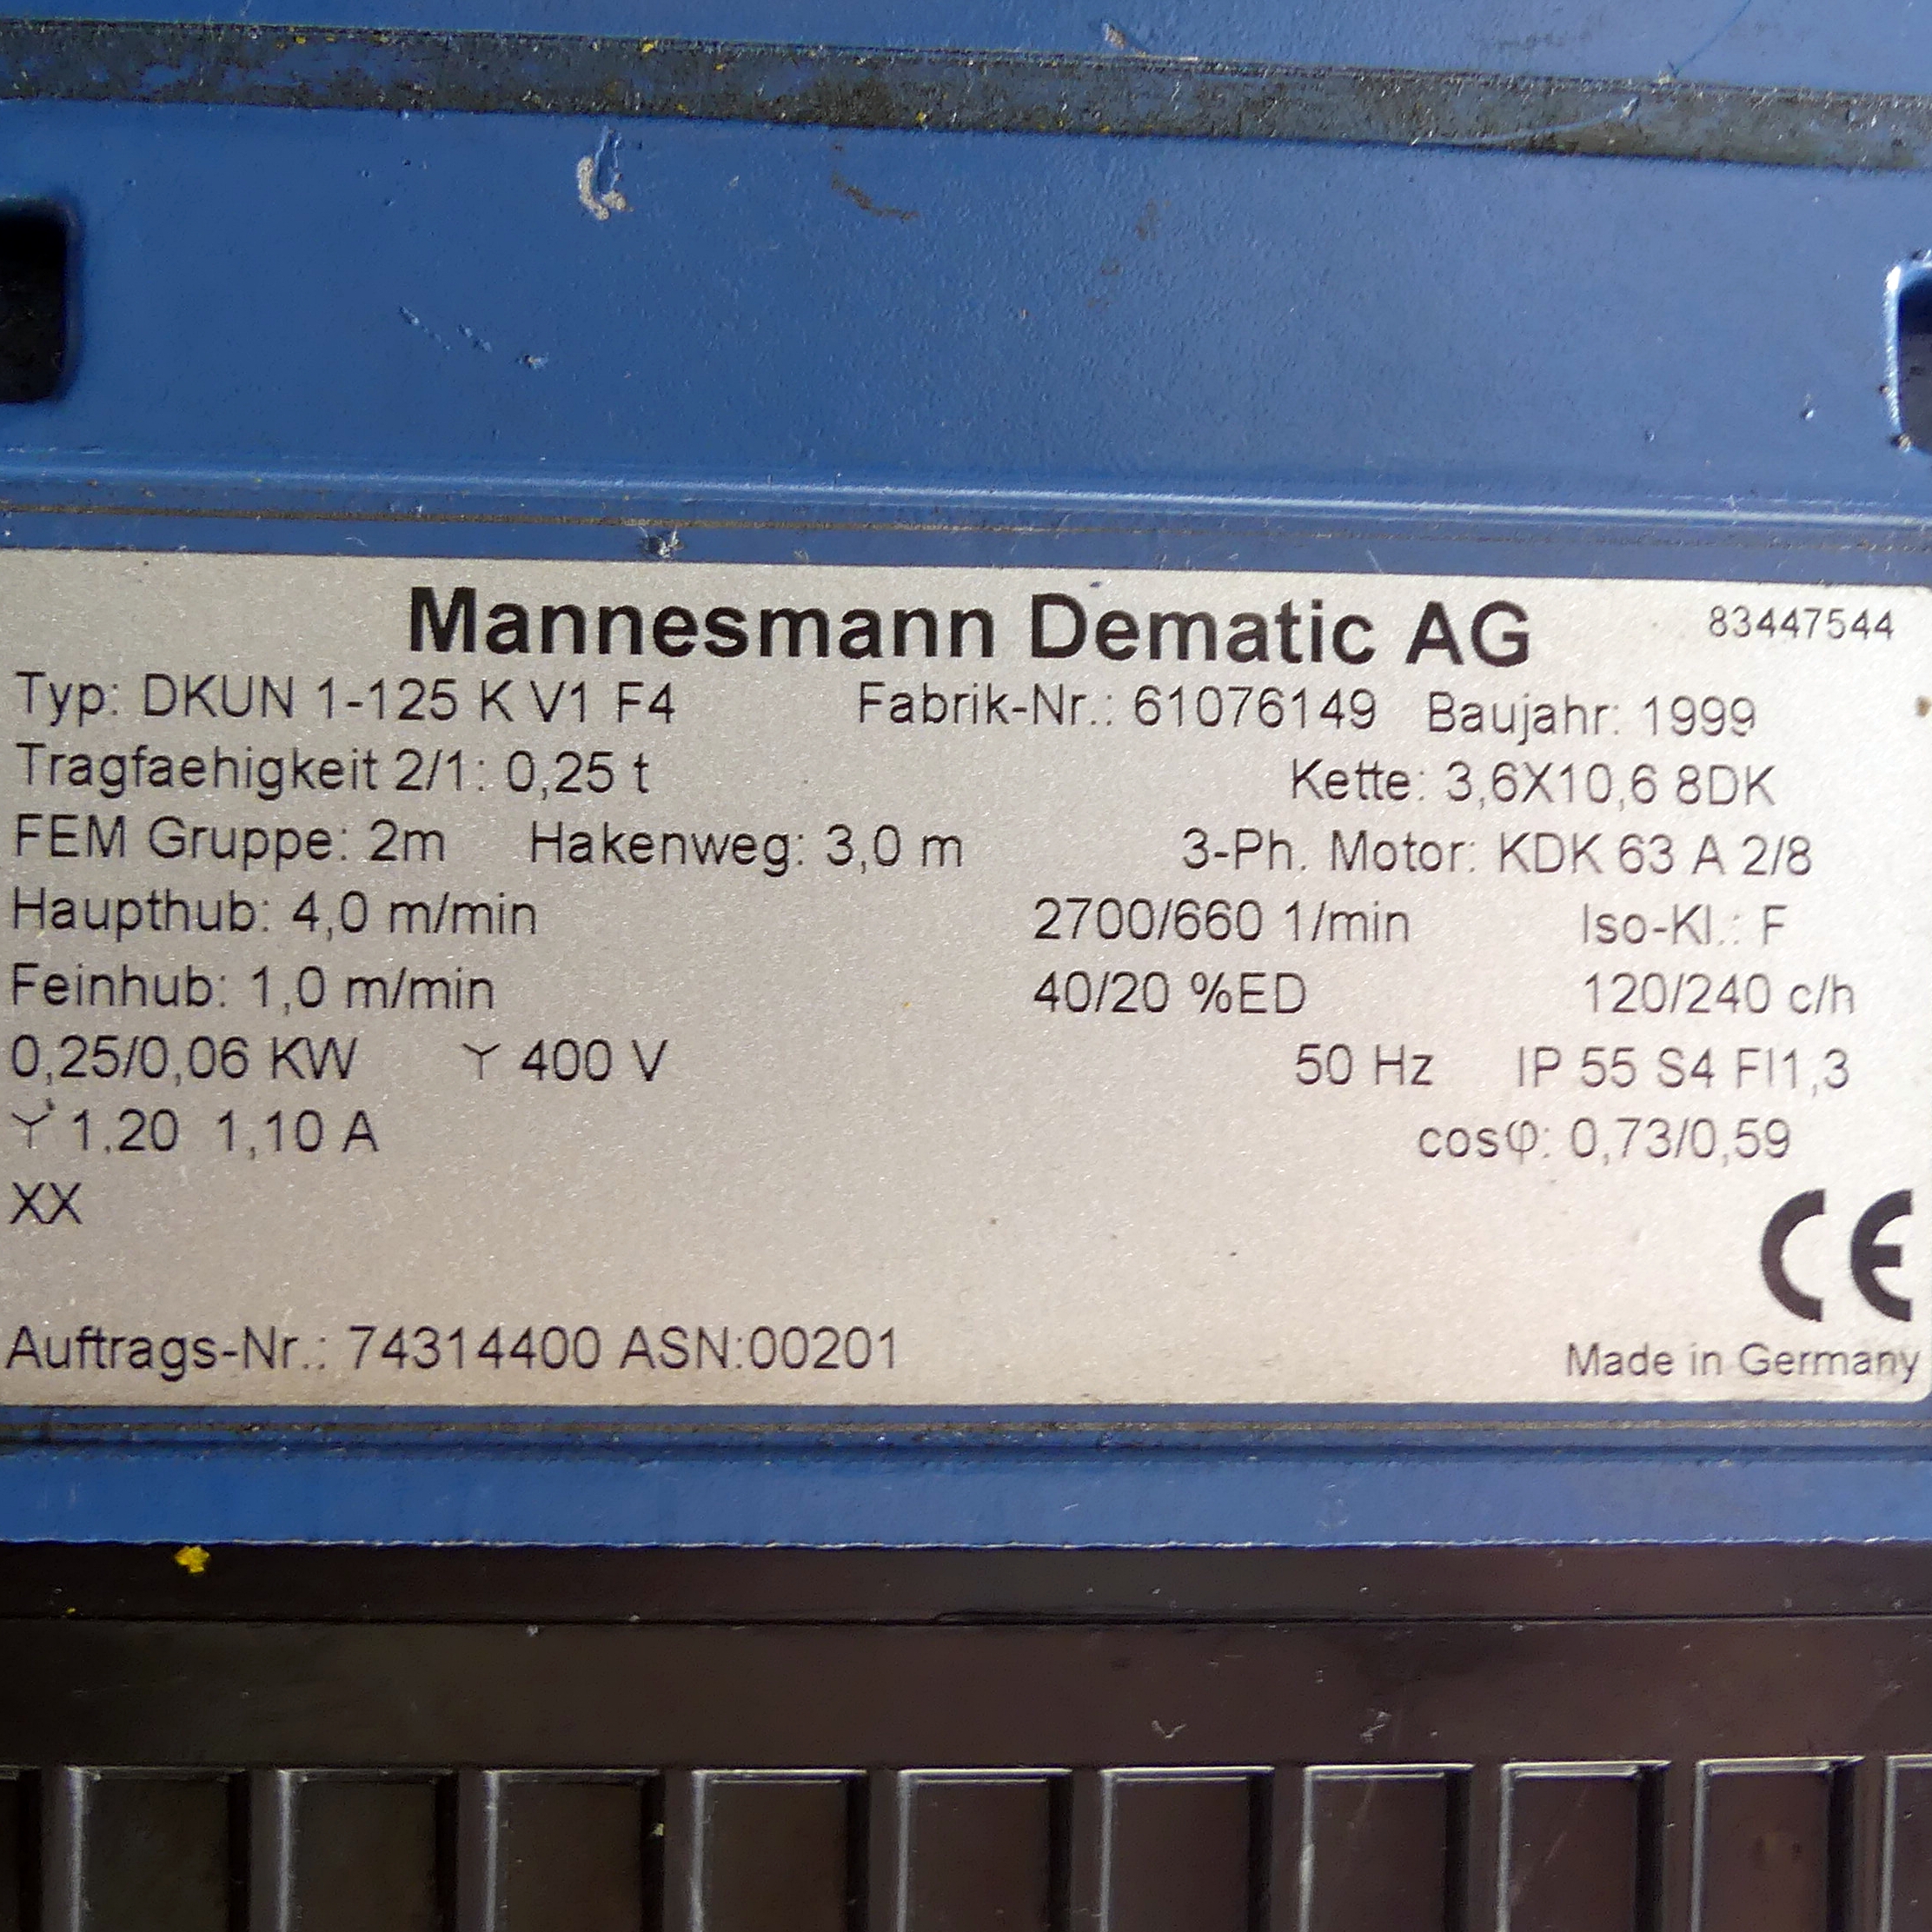 Mannesmann Dematic AG 83447544
Typ: DKUN 1-125 K V1 F4 Fabrik-Nr.: 61076149 Baujahr: 1999
Tragfaehigkeit 2/1: 0,25 t Kette: 3,6X10,6 8DK
FEM Gruppe: 2m Hakenweg: 3,0 m 3-Ph. Motor: KDK 63 A 2/8
Haupthub: 4,0 m/min 2700/660 1/min Iso-Kl.: F
Feinhub: 1,0 m/min 40/20 %ED 120/240 c/h
0,25/0,06 KW Y 400 V 50 Hz IP 55 S4 FI1,3
Y 1.20 1,10 A cosφ: 0,73/0,59
XX
CE
Auftrags-Nr.: 74314400 ASN:00201 Made in Germany